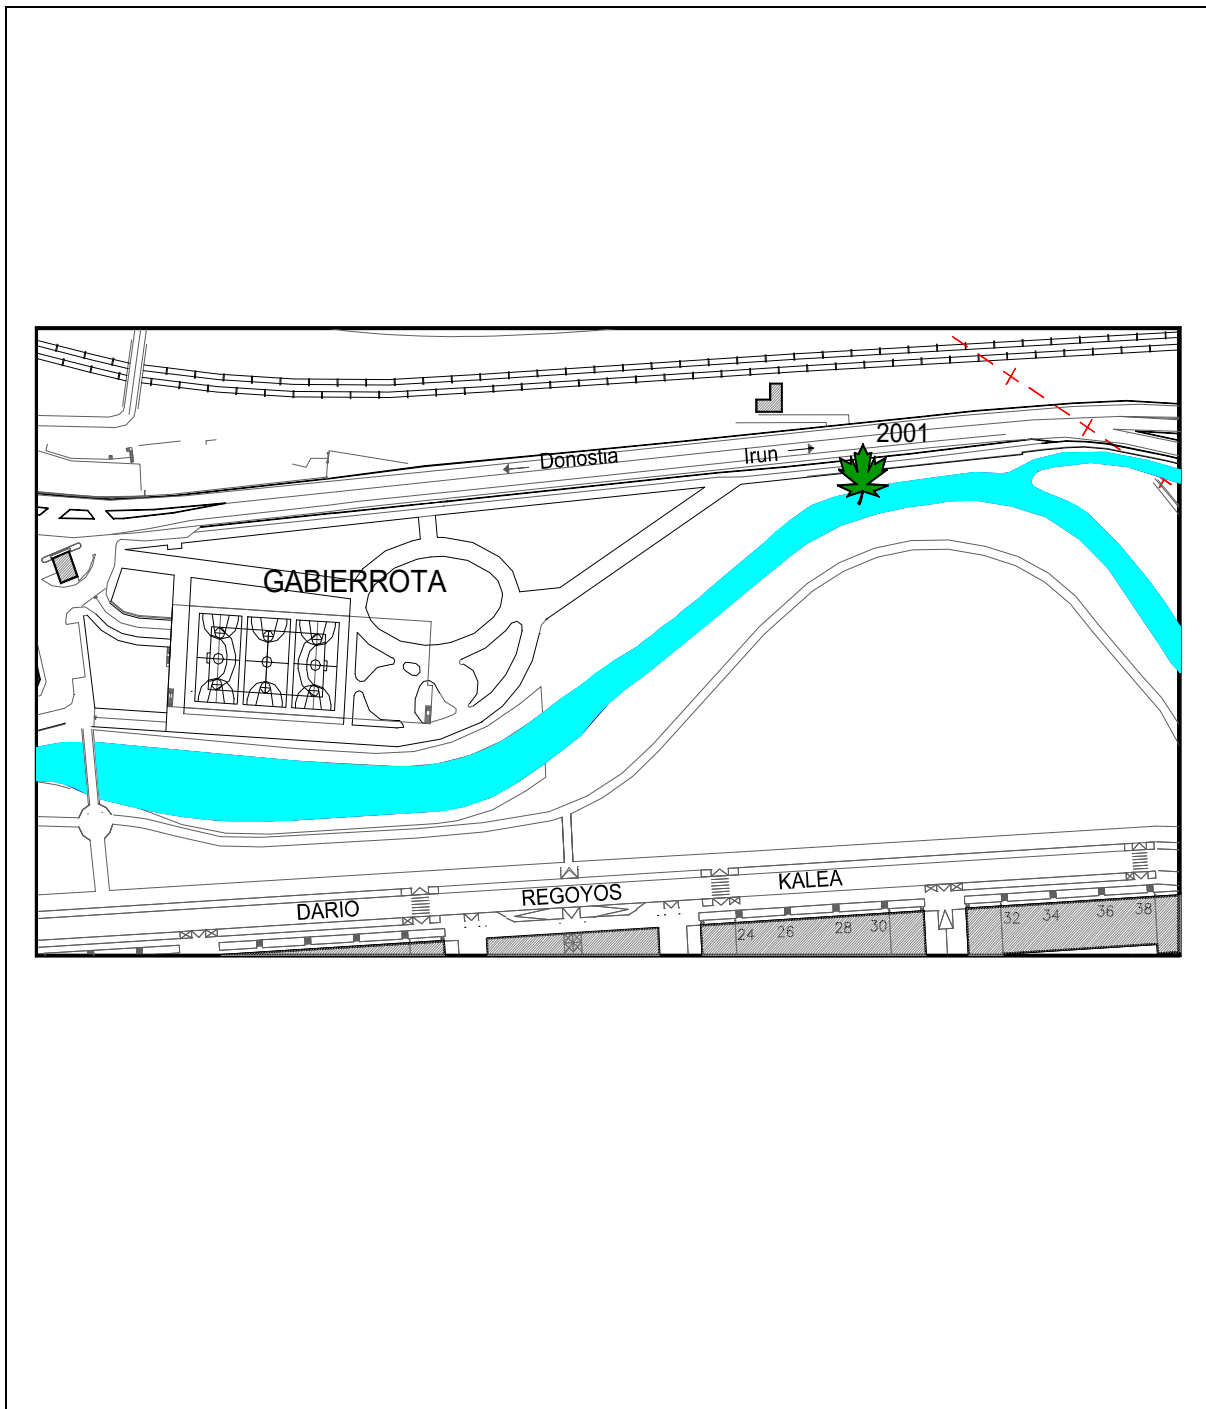 2001
Donostia
Irun
GABIERROTA
DARIO REGOYOS KALEA
24 26 28 30 32 34 36 38